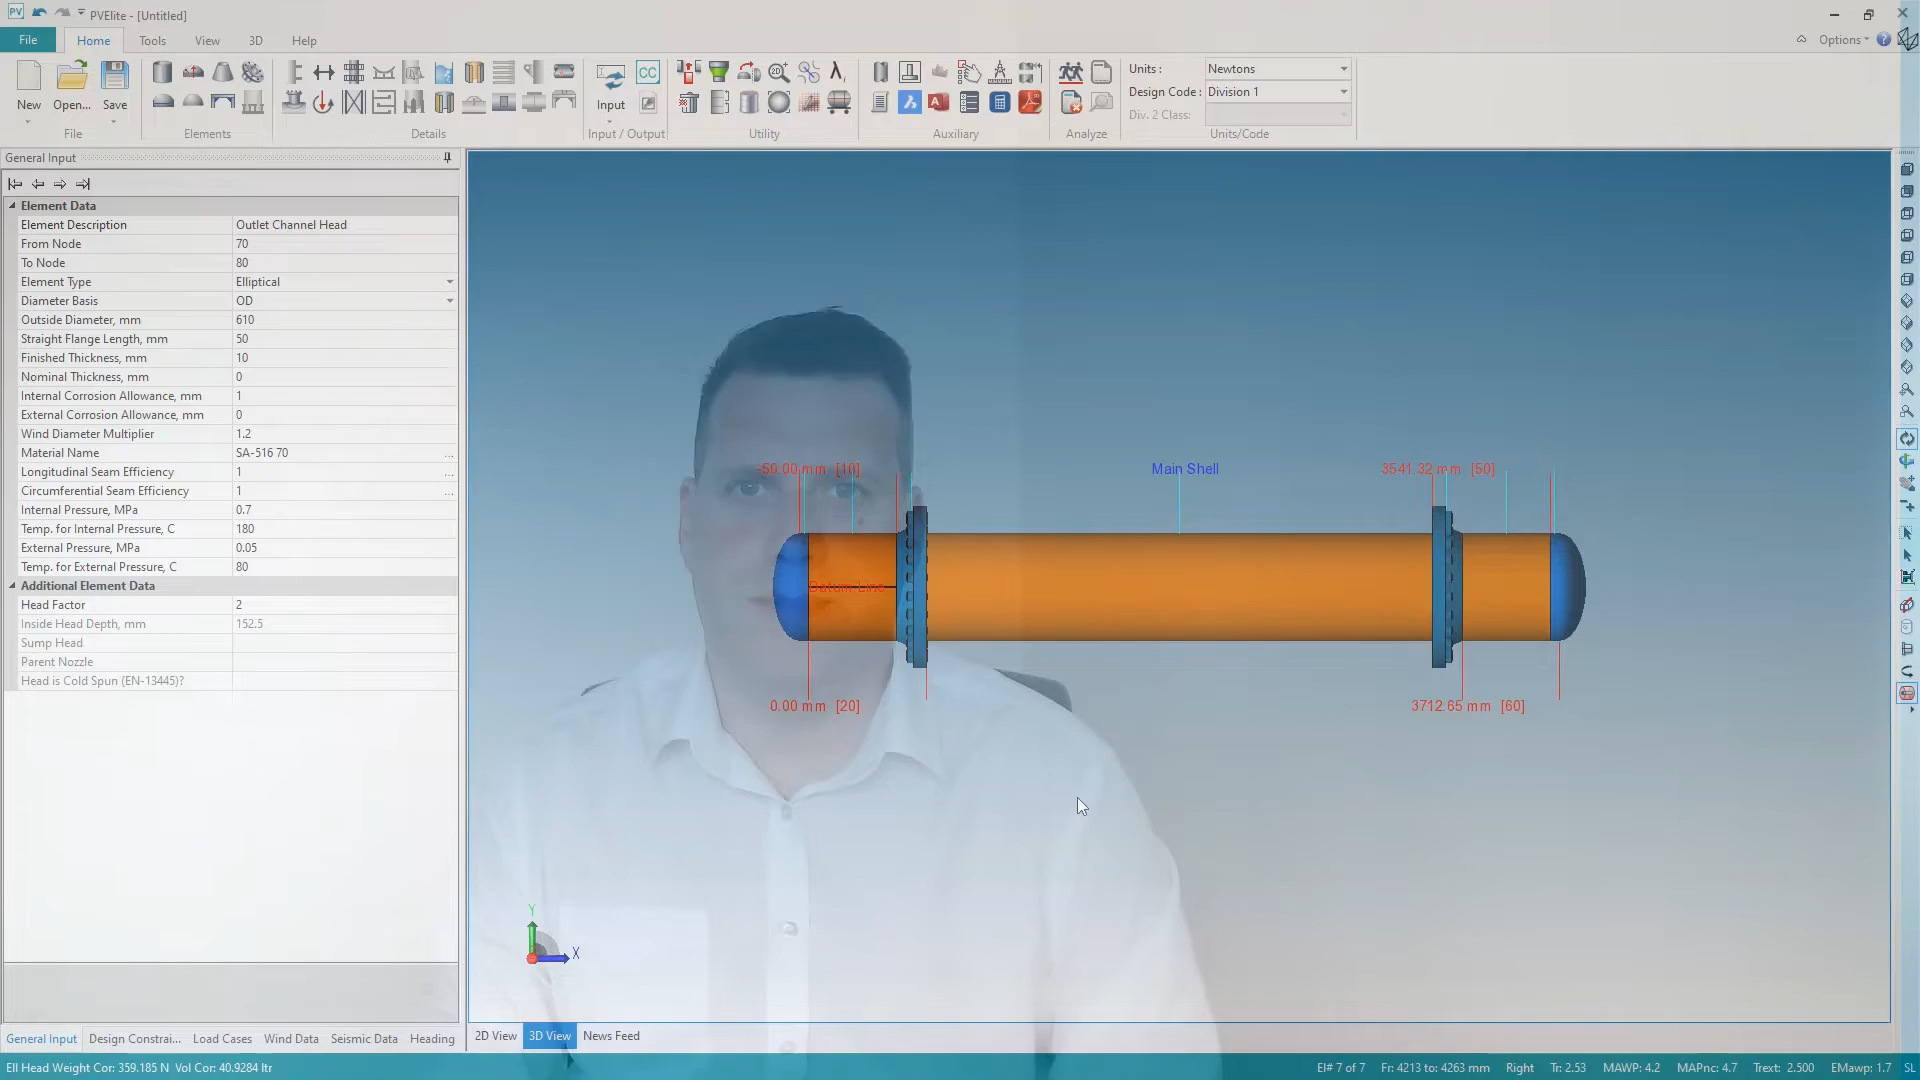 PVElite - [Untitled]
File
Home
Tools
View
3D
Help
Options
New
Open...
Save
File
Elements
Details
Input
CC
Input / Output
Utility
Auxiliary
Analyze
Units :
Newtons
Design Code :
Division 1
Div. 2 Class:
Units/Code
General Input
Element Data
Element Description Outlet Channel Head
From Node 70
To Node 80
Element Type Elliptical
Diameter Basis OD
Outside Diameter, mm 610
Straight Flange Length, mm 50
Finished Thickness, mm 10
Nominal Thickness, mm 0
Internal Corrosion Allowance, mm 1
External Corrosion Allowance, mm 0
Wind Diameter Multiplier 1.2
Material Name SA-516 70 ...
Longitudinal Seam Efficiency 1 ...
Circumferential Seam Efficiency 1 ...
Internal Pressure, MPa 0.7
Temp. for Internal Pressure, C 180
External Pressure, MPa 0.05
Temp. for External Pressure, C 80
Additional Element Data
Head Factor 2
Inside Head Depth, mm 152.5
Sump Head
Parent Nozzle
Head is Cold Spun (EN-13445)?
-50.00 mm [10]
Main Shell
3541.32 mm [50]
Datum Line
0.00 mm [20]
3712.65 mm [60]
Y
X
General Input
Design Constrai...
Load Cases
Wind Data
Seismic Data
Heading
2D View
3D View
News Feed
Ell Head Weight Cor: 359.185 N Vol Cor: 40.9284 ltr
El# 7 of 7
Fr: 4213 to: 4263 mm
Right
Tr: 2.53
MAWP: 4.2
MAPnc: 4.7
Trext: 2.500
EMawp: 1.7
SL